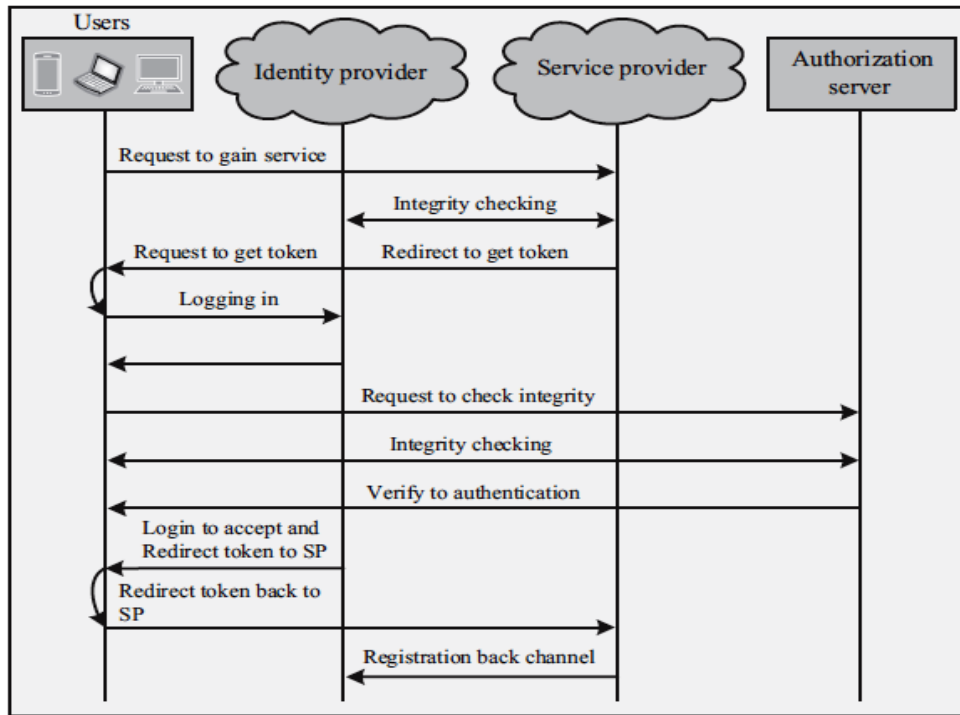 Users
Identity provider
Service provider
Authorization
server
Request to gain service
Integrity checking
Request to get token
Redirect to get token
Logging in
Request to check integrity
Integrity checking
Verify to authentication
Login to accept and
Redirect token to SP
Redirect token back to
SP
Registration back channel